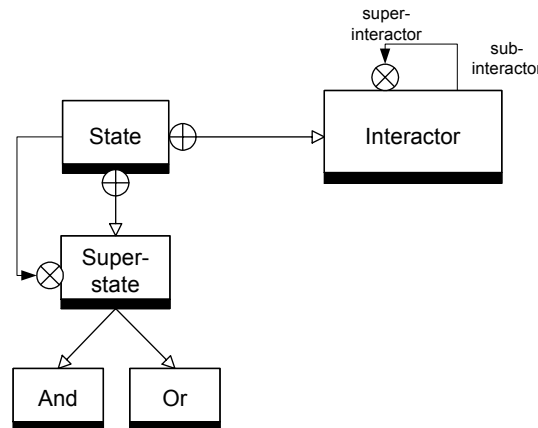 super-
interactor
sub-
interactor
State
Interactor
Super-
state
And
Or